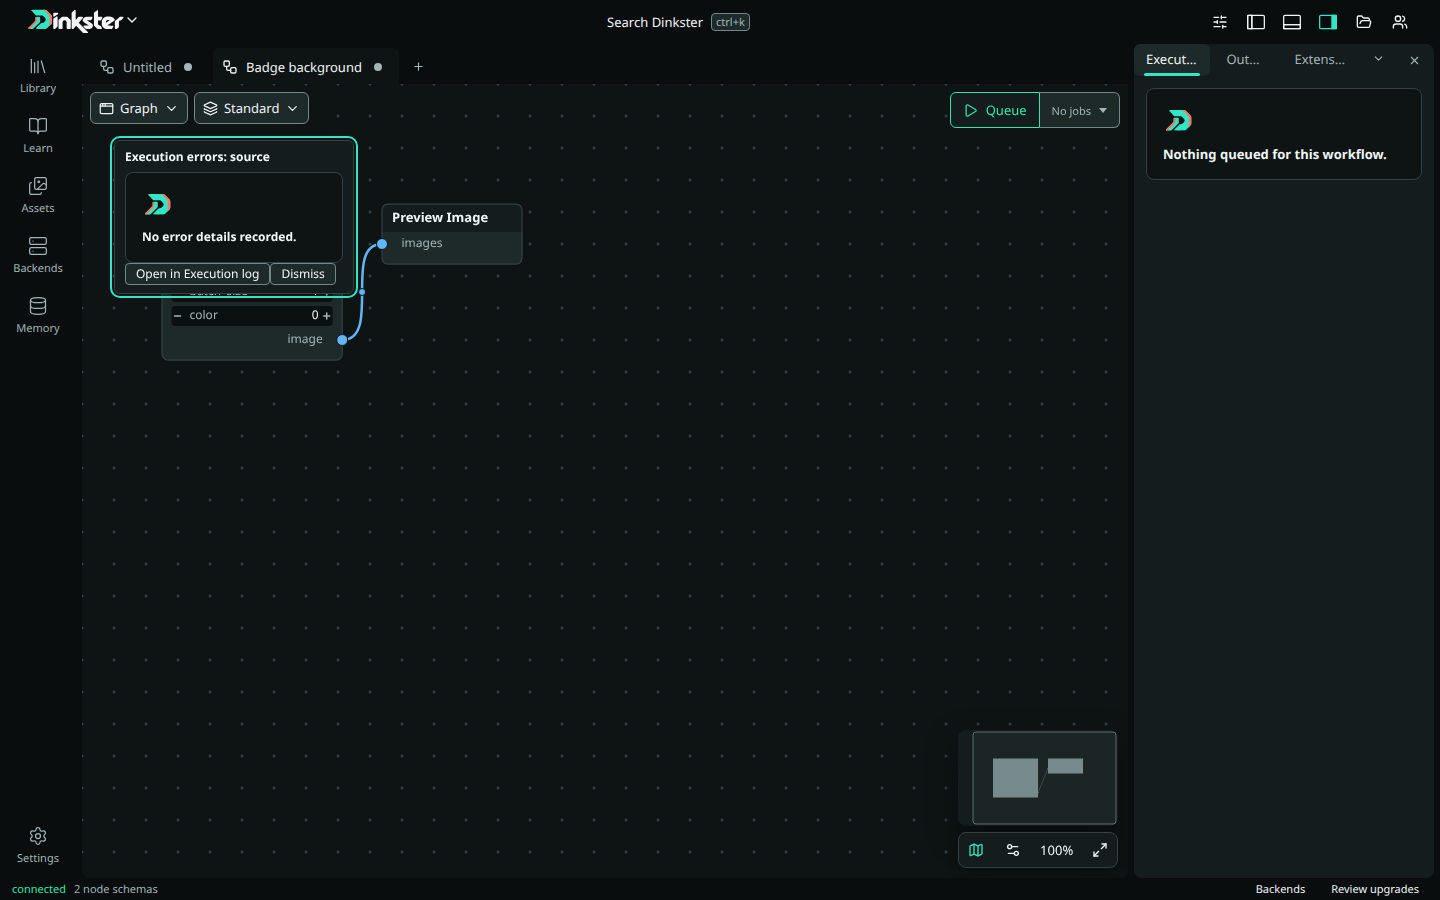 Dinkster
Search Dinkster ctrl+k
Library
Learn
Assets
Backends
Memory
Settings
Untitled
Badge background
Graph
Standard
Queue
No jobs
Execution errors: source
No error details recorded.
Open in Execution log
Dismiss
color 0
image
Preview Image
images
Execut...
Out...
Extens...
Nothing queued for this workflow.
100%
connected
2 node schemas
Backends
Review upgrades